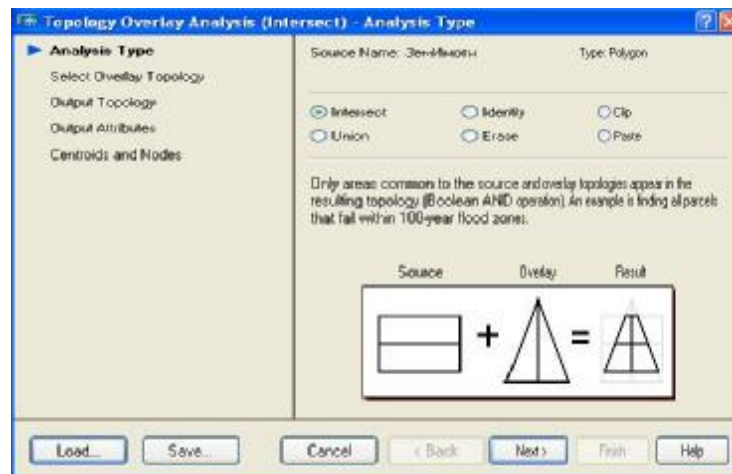 Topology Overlay Analysis (Intersect) - Analysis Type
Analysis Type
Select Overlay Topology
Output Topology
Output Attributes
Centroids and Nodes
Source Name: ЗемИмоти
Type: Polygon
Intersect Identity Clip
Union Erase Paste
Only areas common to the source and overlay topologies appear in the
resulting topology (Boolean AND operation). An example is finding all parcels
that fall within 100-year flood zones.
Source Overlay Result
+ =
Load... Save... Cancel < Back Next > Finish Help